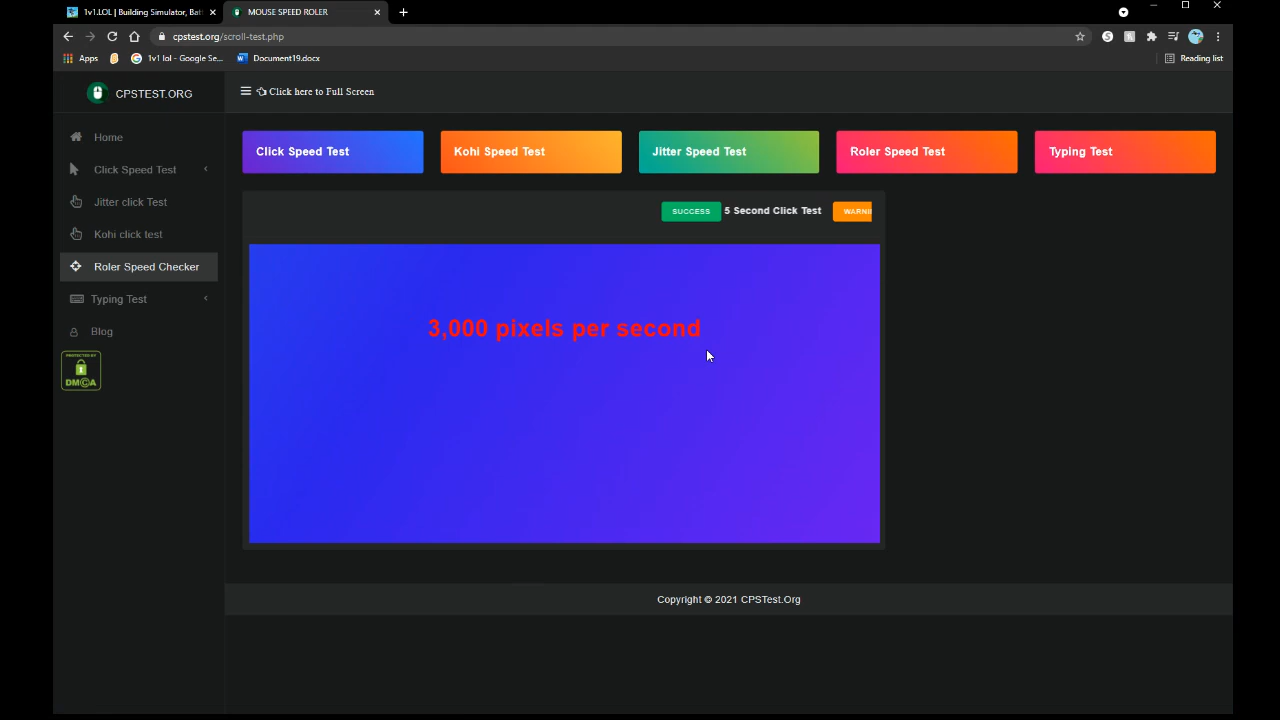 1v1.LOL | Building Simulator, Bat
MOUSE SPEED ROLER
cpstest.org/scroll-test.php
Apps
1v1 lol - Google Se...
Document19.docx
Reading list
CPSTEST.ORG
Click here to Full Screen
Home
Click Speed Test
Jitter click Test
Kohi click test
Roler Speed Checker
Typing Test
Blog
PROTECTED BY
DMCA
Click Speed Test
Kohi Speed Test
Jitter Speed Test
Roler Speed Test
Typing Test
SUCCESS 5 Second Click Test WARNI
3,000 pixels per second
Copyright © 2021 CPSTest.Org